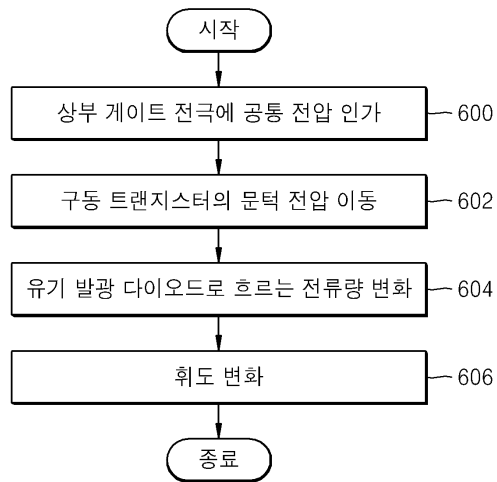 시작
상부 게이트 전극에 공통 전압 인가
600
구동 트랜지스터의 문턱 전압 이동
602
유기 발광 다이오드로 흐르는 전류량 변화
604
휘도 변화
606
종료